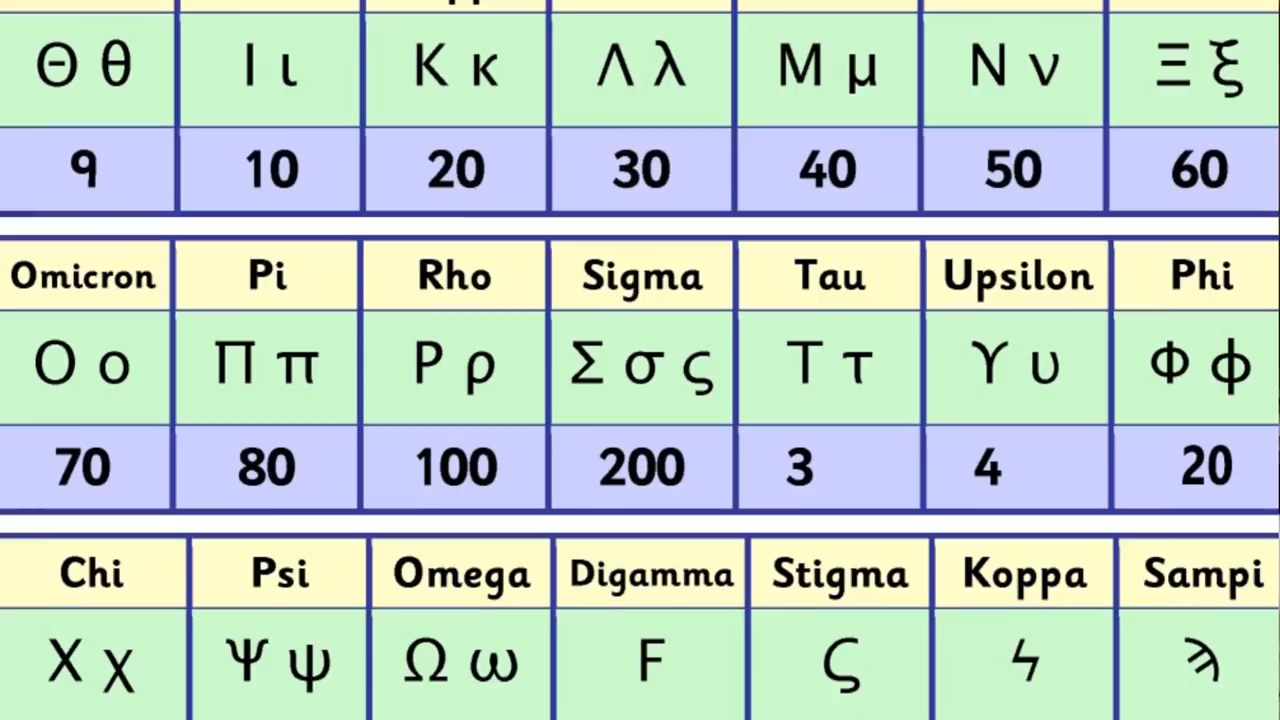 Θ θ Ι ι Κ κ Λ λ Μ μ Ν ν Ξ ξ
9 10 20 30 40 50 60
Omicron Pi Rho Sigma Tau Upsilon Phi
Ο ο Π π Ρ ρ Σ σ ς Τ τ ϒ υ Φ ϕ
70 80 100 200 3 4 20
Chi Psi Omega Digamma Stigma Koppa Sampi
Χ χ Ψ ψ Ω ω Ϝ Ϛ ϟ ϡ